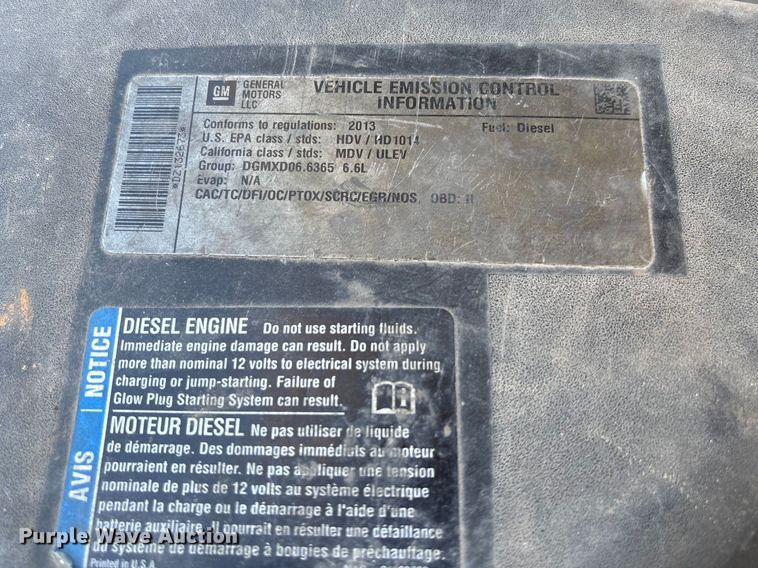 GM GENERAL MOTORS LLC
VEHICLE EMISSION CONTROL
INFORMATION
Conforms to regulations: 2013 Fuel: Diesel
U.S. EPA class / stds: HDV / HD1014
California class / stds: MDV / ULEV
Group: DGMXD06.6365 6.6L
Evap: N/A
CAC/TC/DFI/OC/PTOX/SCRC/EGR/NOS OBD: II
*D2132673*
NOTICE
DIESEL ENGINE Do not use starting fluids.
Immediate engine damage can result. Do not apply
more than nominal 12 volts to electrical system during
charging or jump-starting. Failure of
Glow Plug Starting System can result.
AVIS
MOTEUR DIESEL Ne pas utiliser de liquide
de démarrage. Des dommages immédiats au moteur
pourraient en résulter. Ne pas appliquer une tension
nominale de plus de 12 volts au système électrique
pendant la charge ou le démarrage à l'aide d'une
batterie auxiliaire. Il pourrait en résulter une défaillance
du système de démarrage à bougies de préchauffage.
Printed in U.S.A.
Purple Wave Auction